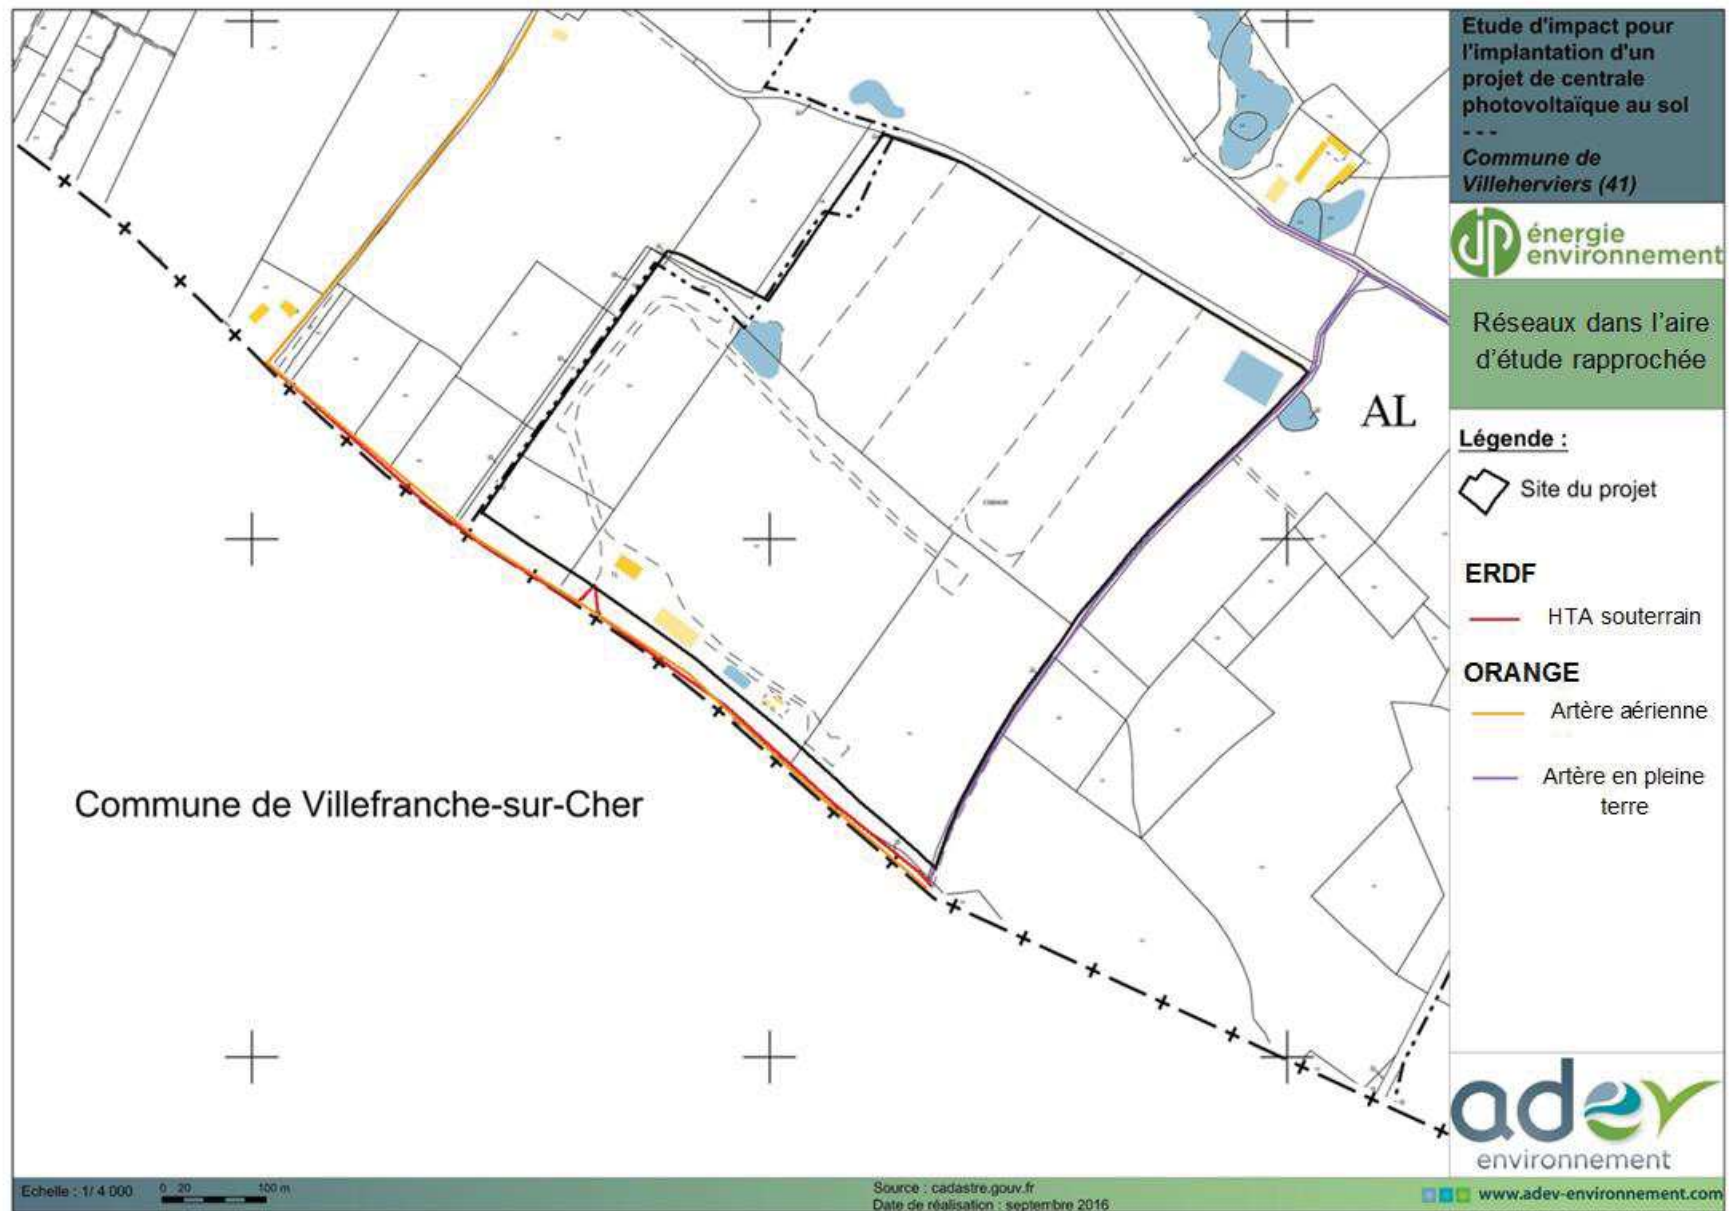 Etude d'impact pour
l'implantation d'un
projet de centrale
photovoltaïque au sol
- - -
Commune de
Villeherviers (41)
JP énergie
environnement
Réseaux dans l'aire
d'étude rapprochée
Légende :
Site du projet
ERDF
HTA souterrain
ORANGE
Artère aérienne
Artère en pleine
terre
AL
Commune de Villefranche-sur-Cher
adev
environnement
Echelle : 1/ 4 000
0 20 100 m
Source : cadastre.gouv.fr
Date de réalisation : septembre 2016
www.adev-environnement.com